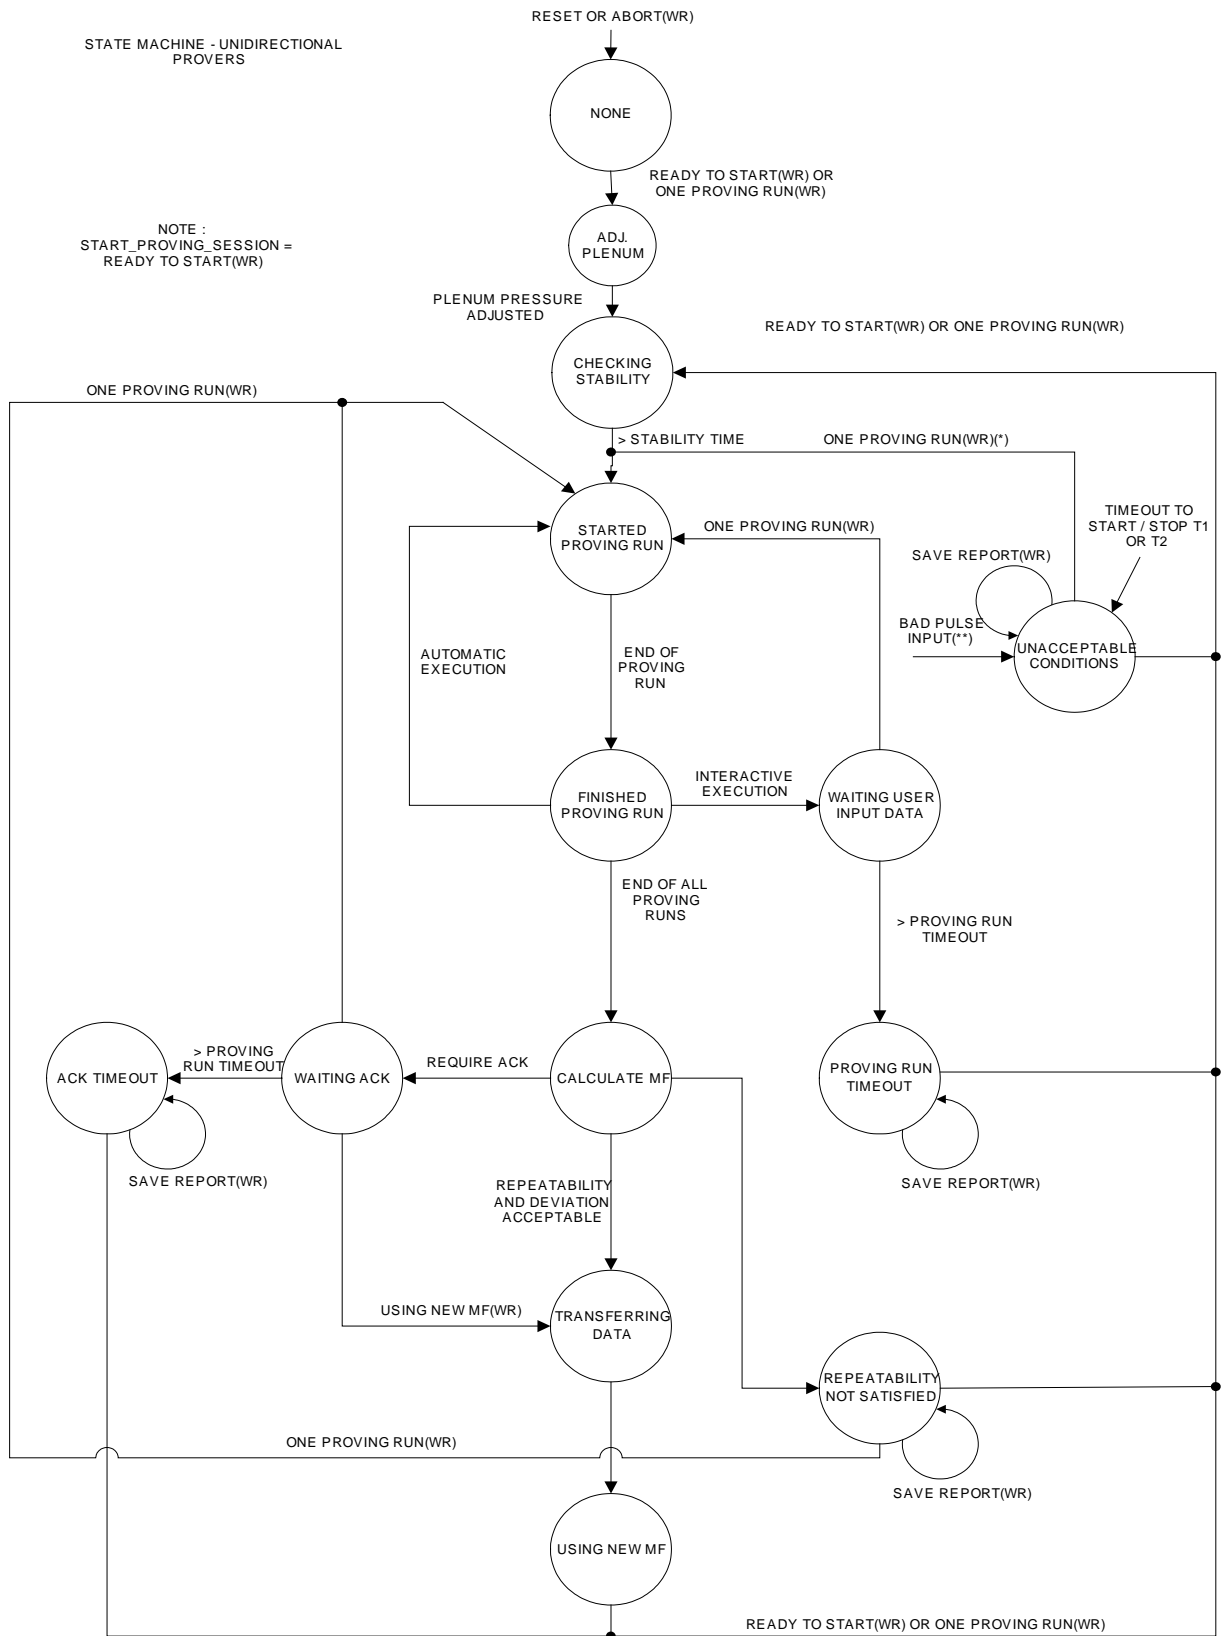 RESET OR ABORT(WR)
STATE MACHINE - UNIDIRECTIONAL
PROVERS
NONE
READY TO START(WR) OR
ONE PROVING RUN(WR)
NOTE :
START_PROVING_SESSION =
READY TO START(WR)
ADJ.
PLENUM
PLENUM PRESSURE
ADJUSTED
READY TO START(WR) OR ONE PROVING RUN(WR)
CHECKING
STABILITY
ONE PROVING RUN(WR)
> STABILITY TIME
ONE PROVING RUN(WR)(*)
STARTED
PROVING RUN
ONE PROVING RUN(WR)
TIMEOUT TO
START / STOP T1
OR T2
SAVE REPORT(WR)
BAD PULSE
INPUT(**)
UNACCEPTABLE
CONDITIONS
AUTOMATIC
EXECUTION
END OF
PROVING
RUN
FINISHED
PROVING RUN
INTERACTIVE
EXECUTION
WAITING USER
INPUT DATA
END OF ALL
PROVING
RUNS
> PROVING RUN
TIMEOUT
ACK TIMEOUT
> PROVING
RUN TIMEOUT
WAITING ACK
REQUIRE ACK
CALCULATE MF
PROVING RUN
TIMEOUT
SAVE REPORT(WR)
SAVE REPORT(WR)
REPEATABILITY
AND DEVIATION
ACCEPTABLE
USING NEW MF(WR)
TRANSFERRING
DATA
REPEATABILITY
NOT SATISFIED
ONE PROVING RUN(WR)
SAVE REPORT(WR)
USING NEW MF
READY TO START(WR) OR ONE PROVING RUN(WR)